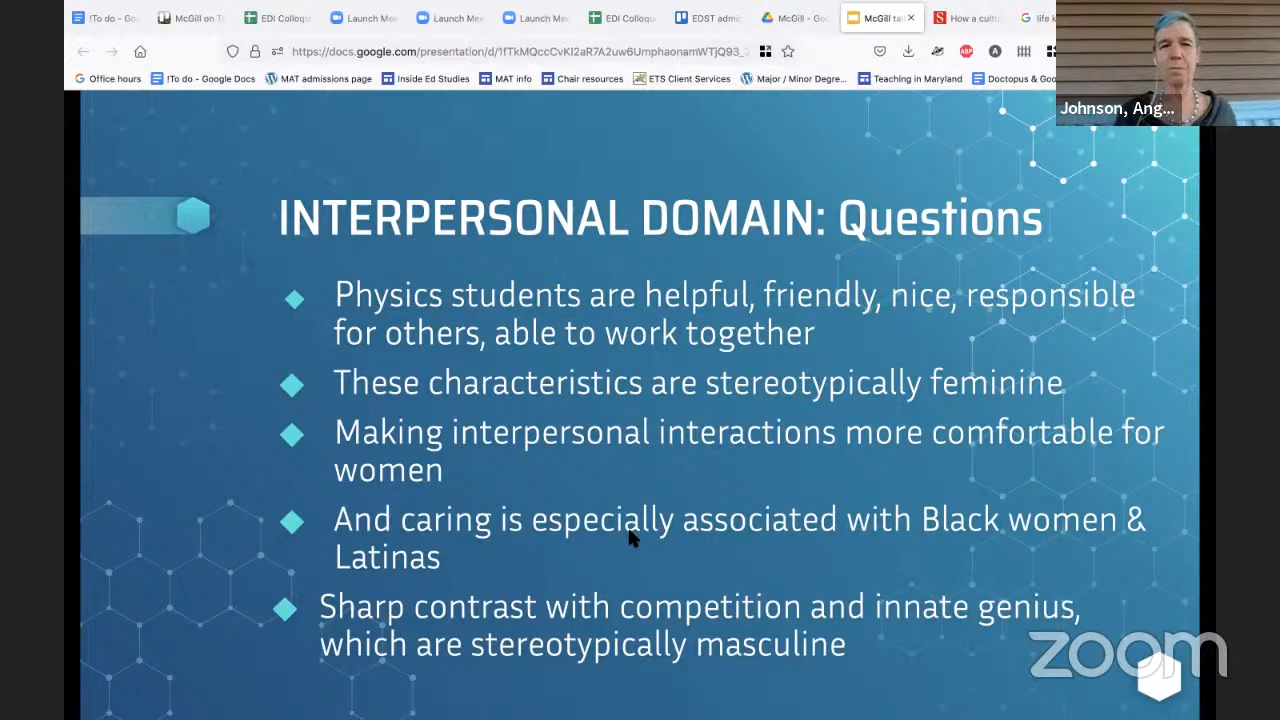 !To do - Go
McGill on T
EDI Colloqu
Launch Mee
Launch Mee
Launch Mee
EDI Colloqu
EDST admi
McGill - Goo
McGill tal
How a cultu
life k
https://docs.google.com/presentation/d/1fTkMQccCvKI2aR7A2uw6UmphaonamWTjQ93_
Office hours
!To do - Google Docs
MAT admissions page
Inside Ed Studies
MAT info
Chair resources
ETS Client Services
Major / Minor Degre...
Teaching in Maryland
Doctopus & Goo
Johnson, Ang...
INTERPERSONAL DOMAIN: Questions
Physics students are helpful, friendly, nice, responsible
for others, able to work together
These characteristics are stereotypically feminine
Making interpersonal interactions more comfortable for
women
And caring is especially associated with Black women &
Latinas
Sharp contrast with competition and innate genius,
which are stereotypically masculine
zoom